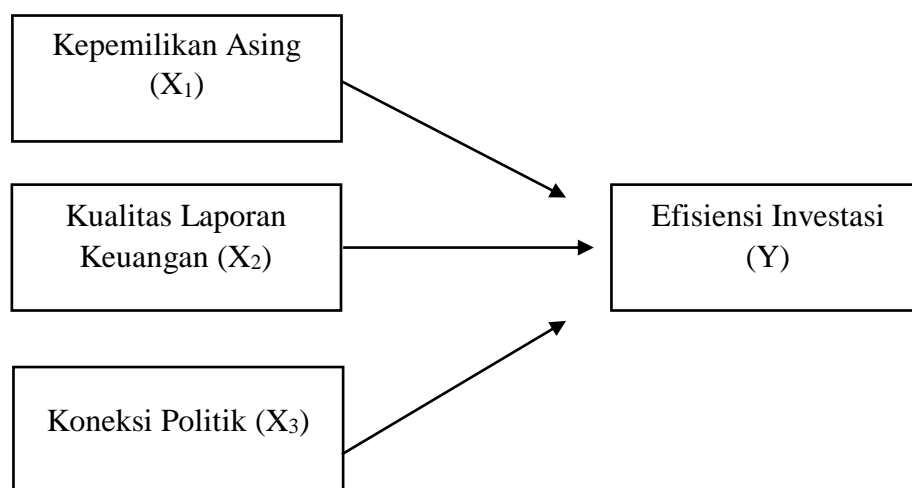 Kepemilikan Asing
(X₁)
Kualitas Laporan
Keuangan (X₂)
Koneksi Politik (X₃)
Efisiensi Investasi
(Y)